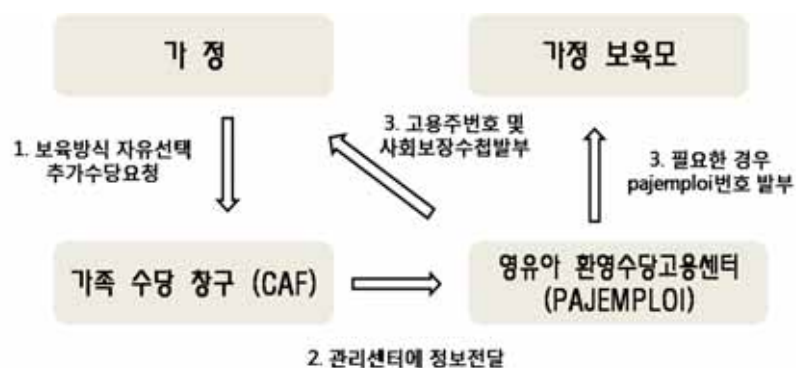 가 정
가정 보육모
1. 보육방식 자유선택
추가수당요청
3. 고용주번호 및
사회보장수첩발부
3. 필요한 경우
pajemploi번호 발부
가족 수당 창구 (CAF)
영유아 환영수당고용센터
(PAJEMPLOI)
2. 관리센터에 정보전달